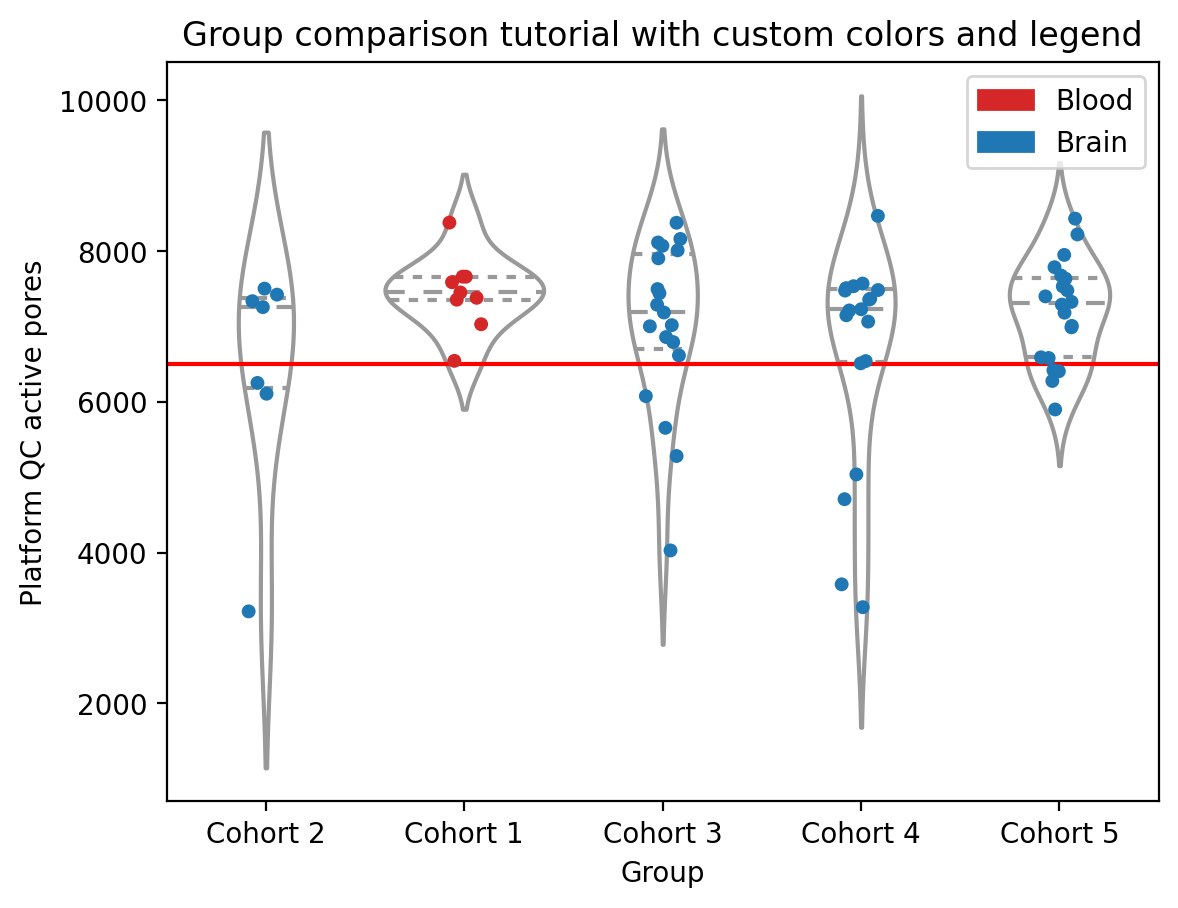 Group comparison tutorial with custom colors and legend
Blood
Brain
Platform QC active pores
10000
8000
6000
4000
2000
Cohort 2
Cohort 1
Cohort 3
Cohort 4
Cohort 5
Group